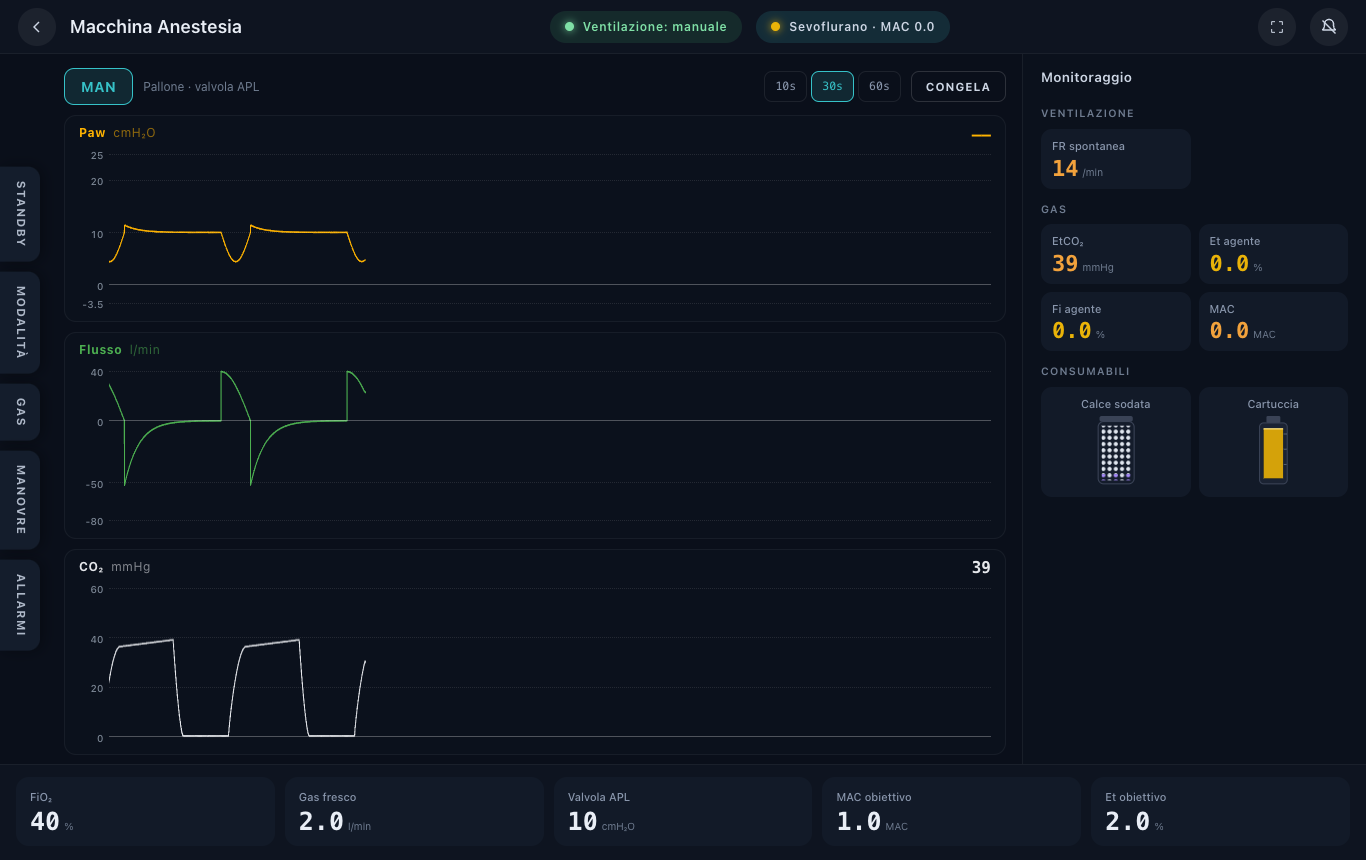 Macchina Anestesia
Ventilazione: manuale
Sevoflurano · MAC 0.0
STANDBY
MODALITÀ
GAS
MANOVRE
ALLARMI
MAN
Pallone · valvola APL
10s
30s
60s
CONGELA
Paw cmH₂O
25
20
10
0
-3.5
Flusso l/min
40
0
-50
-80
CO₂ mmHg
39
60
40
20
0
Monitoraggio
VENTILAZIONE
FR spontanea
14 /min
GAS
EtCO₂
39 mmHg
Et agente
0.0 %
Fi agente
0.0 %
MAC
0.0 MAC
CONSUMABILI
Calce sodata
Cartuccia
FiO₂
40 %
Gas fresco
2.0 l/min
Valvola APL
10 cmH₂O
MAC obiettivo
1.0 MAC
Et obiettivo
2.0 %